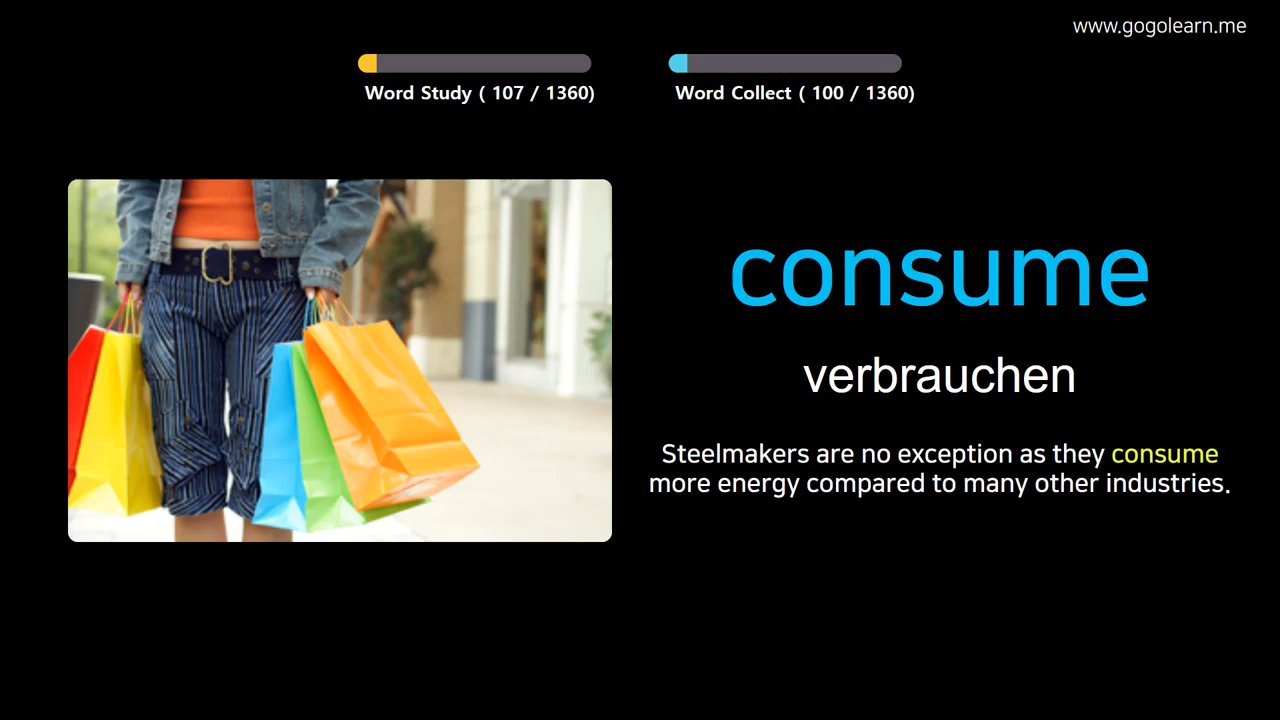 www.gogolearn.me
Word Study ( 107 / 1360)
Word Collect ( 100 / 1360)
consume
verbrauchen
Steelmakers are no exception as they consume
more energy compared to many other industries.